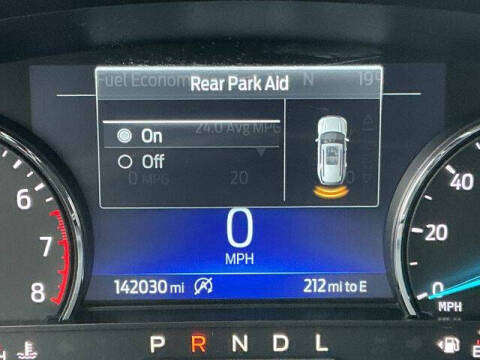 Fuel Economy N 19°
Rear Park Aid
24.0 Avg MPG
On
Off
0 MPG 20
0
MPH
142030 mi 212 mi to E
6
7
8
40
20
0
MPH
P R N D L
H E